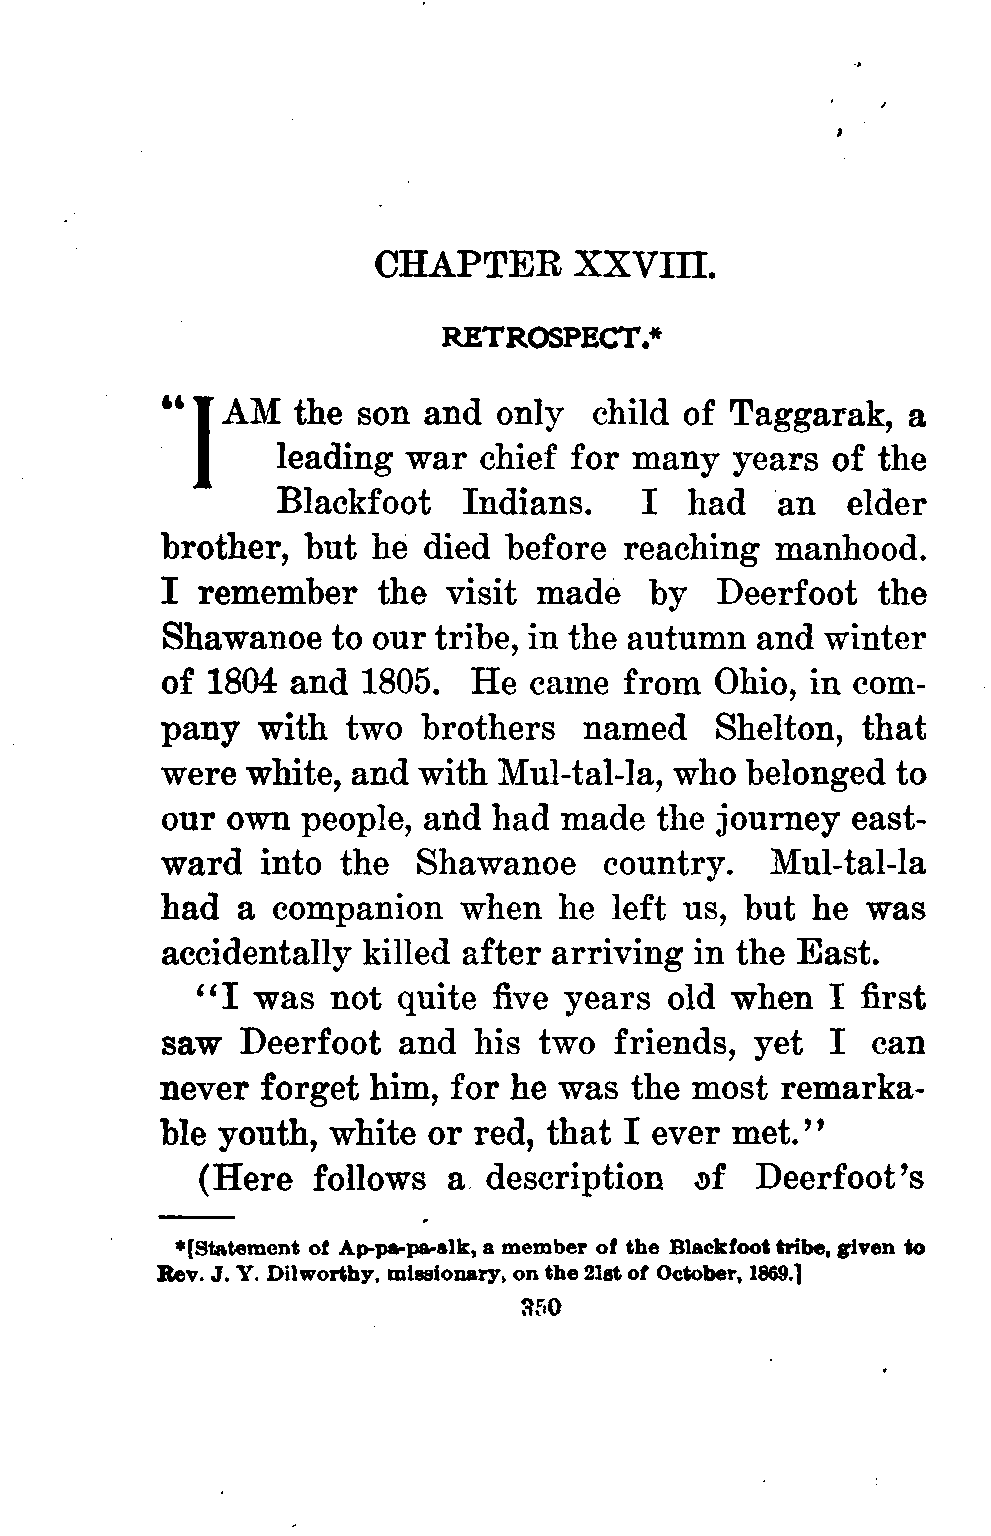 CHAPTER XXVIII.
RETROSPECT.*
“I AM the son and only child of Taggarak, a
leading war chief for many years of the
Blackfoot Indians. I had an elder
brother, but he died before reaching manhood.
I remember the visit made by Deerfoot the
Shawanoe to our tribe, in the autumn and winter
of 1804 and 1805. He came from Ohio, in com-
pany with two brothers named Shelton, that
were white, and with Mul-tal-la, who belonged to
our own people, and had made the journey east-
ward into the Shawanoe country. Mul-tal-la
had a companion when he left us, but he was
accidentally killed after arriving in the East.
“I was not quite five years old when I first
saw Deerfoot and his two friends, yet I can
never forget him, for he was the most remarka-
ble youth, white or red, that I ever met.”
(Here follows a description of Deerfoot’s
*[Statement of Ap-pa-pa-alk, a member of the Blackfoot tribe, given to
Rev. J. Y. Dilworthy, missionary, on the 21st of October, 1869.]
350